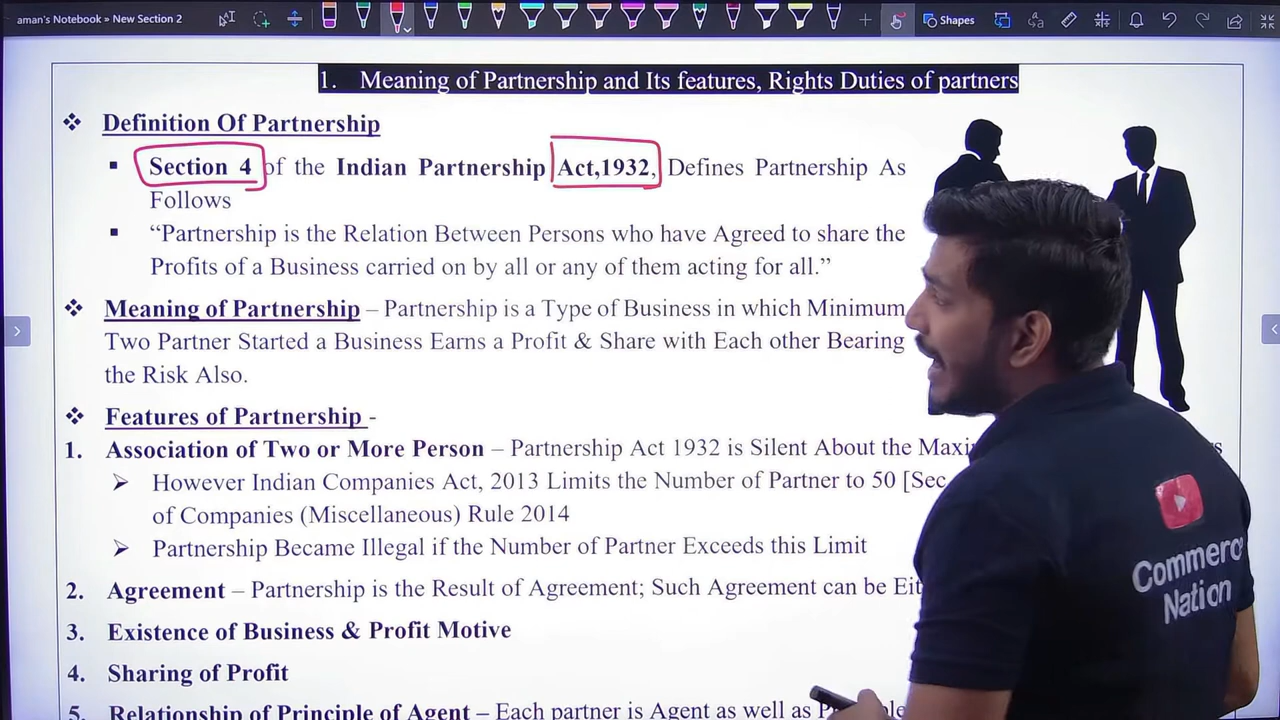 aman's Notebook » New Section 2
Shapes
1. Meaning of Partnership and Its features, Rights Duties of partners
❖ Definition Of Partnership
▪ Section 4 of the Indian Partnership Act,1932, Defines Partnership As
Follows
▪ “Partnership is the Relation Between Persons who have Agreed to share the
Profits of a Business carried on by all or any of them acting for all.”
❖ Meaning of Partnership – Partnership is a Type of Business in which Minimum
Two Partner Started a Business Earns a Profit & Share with Each other Bearing
the Risk Also.
❖ Features of Partnership -
1. Association of Two or More Person – Partnership Act 1932 is Silent About the
➢ However Indian Companies Act, 2013 Limits the Number of Partner to 50 [Sec
of Companies (Miscellaneous) Rule 2014
➢ Partnership Became Illegal if the Number of Partner Exceeds this Limit
2. Agreement – Partnership is the Result of Agreement; Such Agreement can be
3. Existence of Business & Profit Motive
4. Sharing of Profit
5. Relationship of Principle of Agent – Each partner is Agent as well as
Commerc
Nation